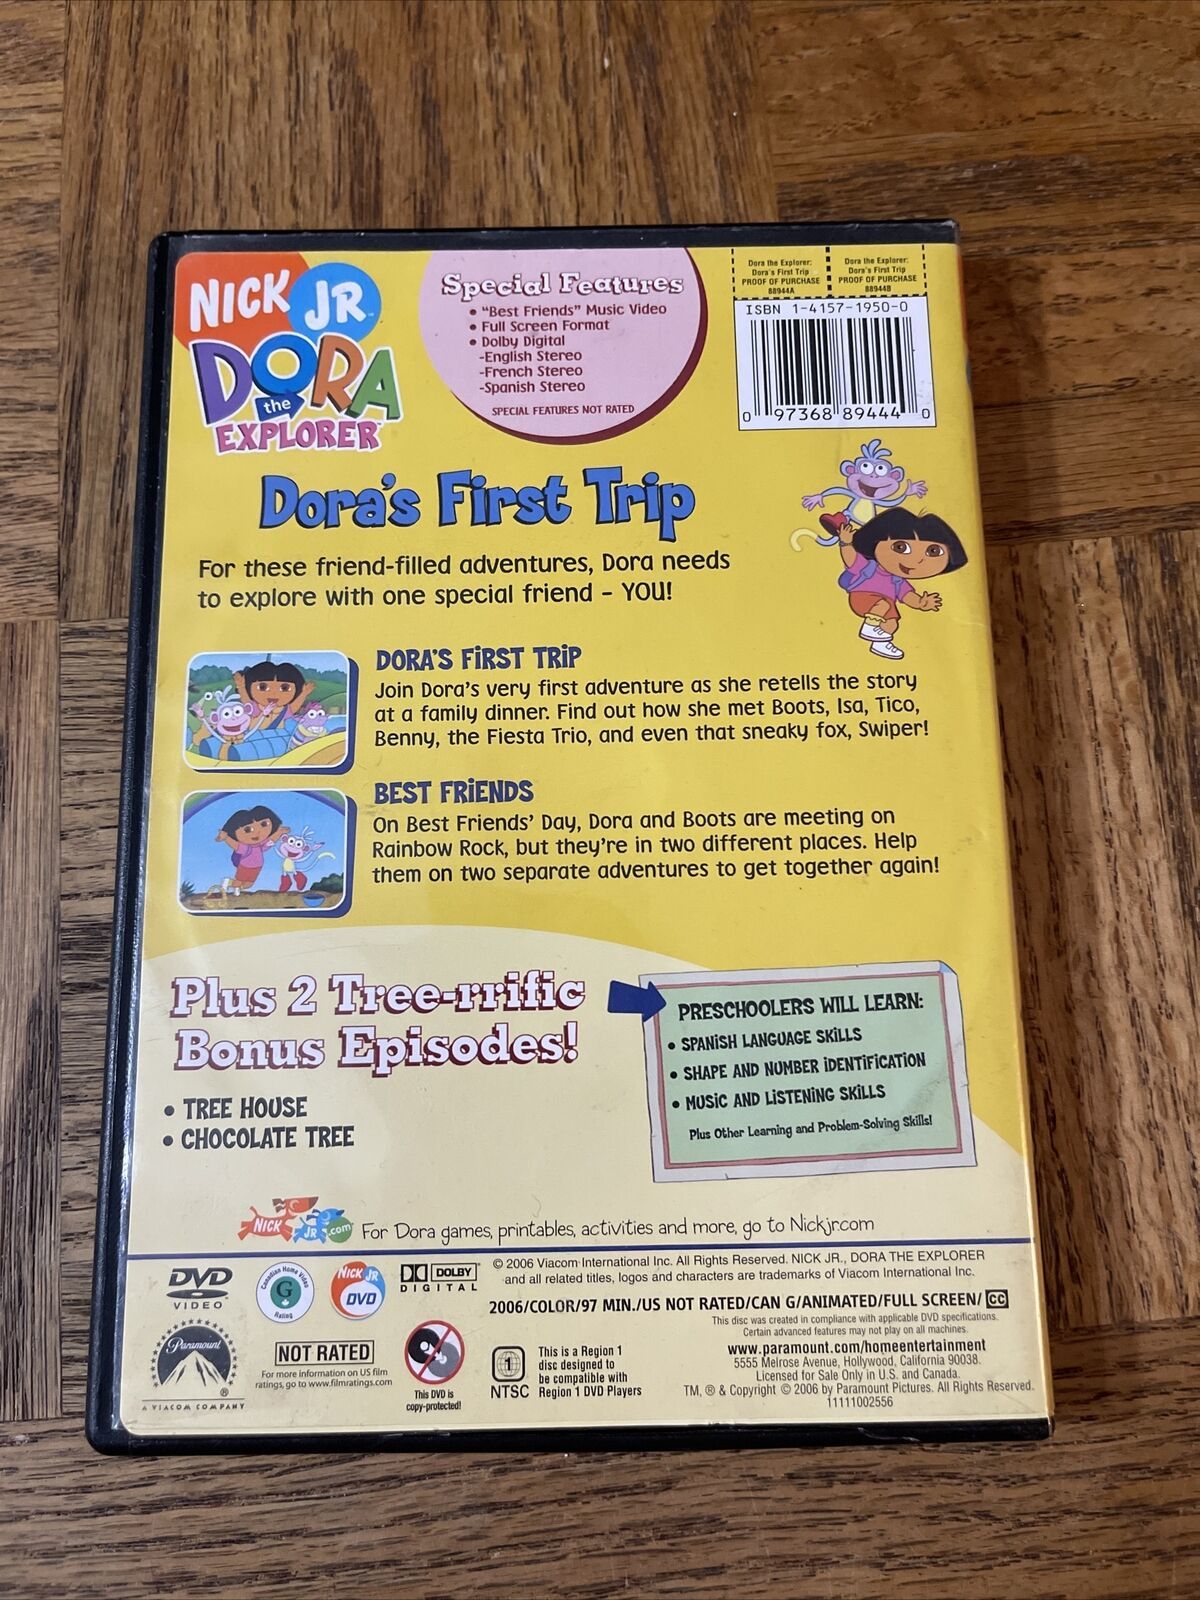 NICK JR
DORA
the
EXPLORER™
Special Features
• "Best Friends" Music Video
• Full Screen Format
• Dolby Digital
-English Stereo
-French Stereo
-Spanish Stereo
SPECIAL FEATURES NOT RATED
Dora the Explorer:
Dora's First Trip
PROOF OF PURCHASE
88944A
Dora the Explorer:
Dora's First Trip
PROOF OF PURCHASE
88944B
ISBN 1-4157-1950-0
0 97368 89444 0
Dora's First Trip
For these friend-filled adventures, Dora needs
to explore with one special friend – YOU!
DORA'S FiRST TRiP
Join Dora's very first adventure as she retells the story
at a family dinner. Find out how she met Boots, Isa, Tico,
Benny, the Fiesta Trio, and even that sneaky fox, Swiper!
BEST FRiENDS
On Best Friends' Day, Dora and Boots are meeting on
Rainbow Rock, but they're in two different places. Help
them on two separate adventures to get together again!
Plus 2 Tree-rrific
Bonus Episodes!
• TREE HOUSE
• CHOCOLATE TREE
PRESCHOOLERS WiLL LEARN:
• SPANiSH LANGUAGE SKiLLS
• SHAPE AND NUMBER iDENTiFiCATiON
• MUSiC AND LiSTENiNG SKiLLS
Plus Other Learning and Problem-Solving Skills!
NICK JR .com For Dora games, printables, activities and more, go to Nickjr.com
DVD
VIDEO
Canadian Home Video
G
Rating
NICK JR
DVD
DOLBY
DIGITAL
© 2006 Viacom International Inc. All Rights Reserved. NICK JR., DORA THE EXPLORER
and all related titles, logos and characters are trademarks of Viacom International Inc.
2006/COLOR/97 MIN./US NOT RATED/CAN G/ANIMATED/FULL SCREEN/ CC
This disc was created in compliance with applicable DVD specifications.
Certain advanced features may not play on all machines.
Paramount
®
A VIACOM COMPANY
NOT RATED
For more information on US film
ratings, go to www.filmratings.com
This DVD is
copy-protected!
1
NTSC
This is a Region 1
disc designed to
be compatible with
Region 1 DVD Players
www.paramount.com/homeentertainment
5555 Melrose Avenue, Hollywood, California 90038.
Licensed for Sale Only in U.S. and Canada.
TM, ® & Copyright © 2006 by Paramount Pictures. All Rights Reserved.
11111002556